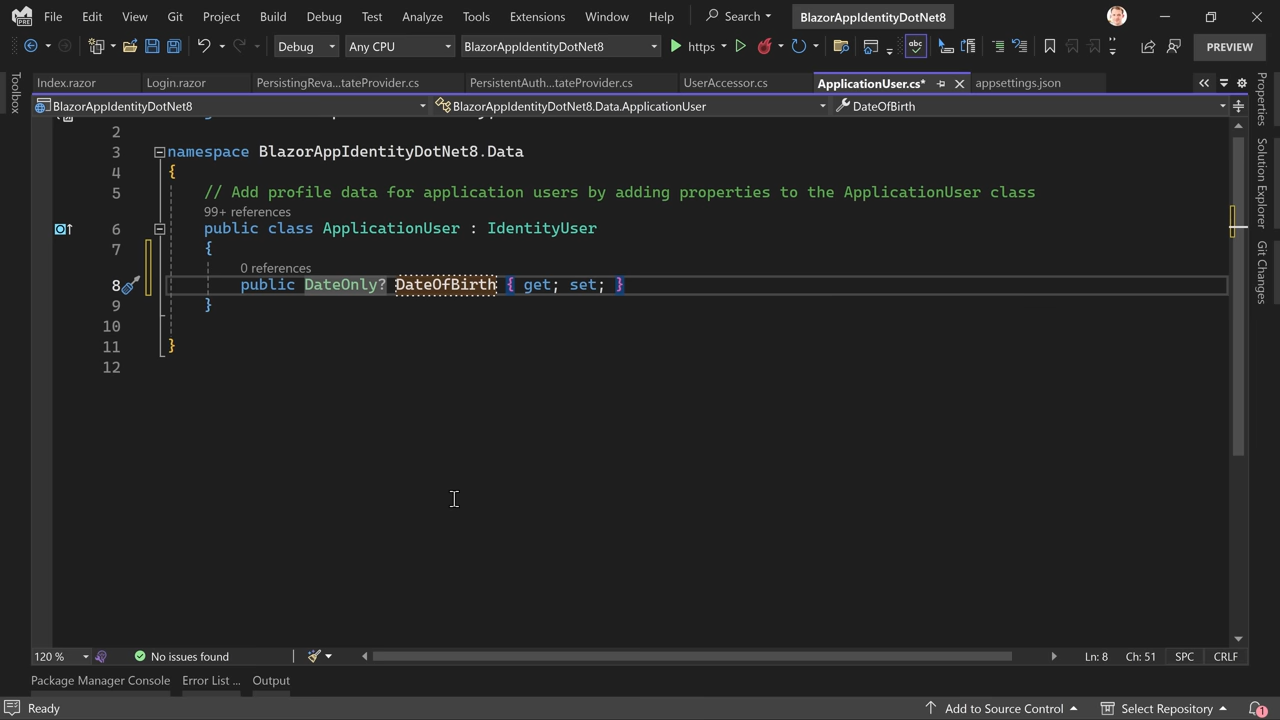 File Edit View Git Project Build Debug Test Analyze Tools Extensions Window Help Search BlazorAppIdentityDotNet8
Debug Any CPU BlazorAppIdentityDotNet8 https abc PREVIEW
Index.razor Login.razor PersistingReva...tateProvider.cs PersistentAuth...tateProvider.cs UserAccessor.cs ApplicationUser.cs* appsettings.json
BlazorAppIdentityDotNet8 BlazorAppIdentityDotNet8.Data.ApplicationUser DateOfBirth
Toolbox
Properties
Solution Explorer
Git Changes
2
3 namespace BlazorAppIdentityDotNet8.Data
4 {
5 // Add profile data for application users by adding properties to the ApplicationUser class
99+ references
6 public class ApplicationUser : IdentityUser
7 {
0 references
8 public DateOnly? DateOfBirth { get; set; }
9 }
10
11 }
12
120 % No issues found Ln: 8 Ch: 51 SPC CRLF
Package Manager Console Error List ... Output
Ready Add to Source Control Select Repository 1